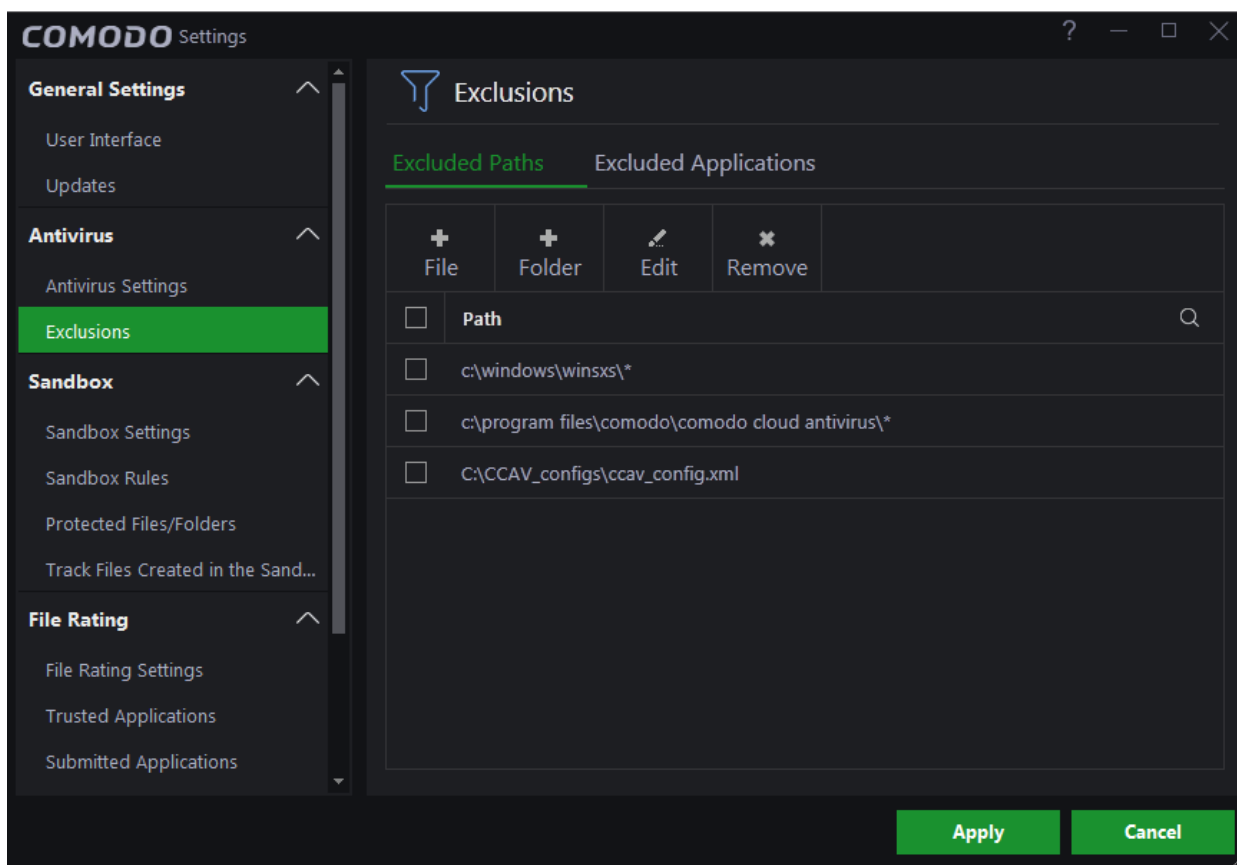 COMODO Settings
?
General Settings
User Interface
Updates
Antivirus
Antivirus Settings
Exclusions
Sandbox
Sandbox Settings
Sandbox Rules
Protected Files/Folders
Track Files Created in the Sand...
File Rating
File Rating Settings
Trusted Applications
Submitted Applications
Exclusions
Excluded Paths Excluded Applications
File Folder Edit Remove
Path
c:\windows\winsxs\*
c:\program files\comodo\comodo cloud antivirus\*
C:\CCAV_configs\ccav_config.xml
Apply Cancel